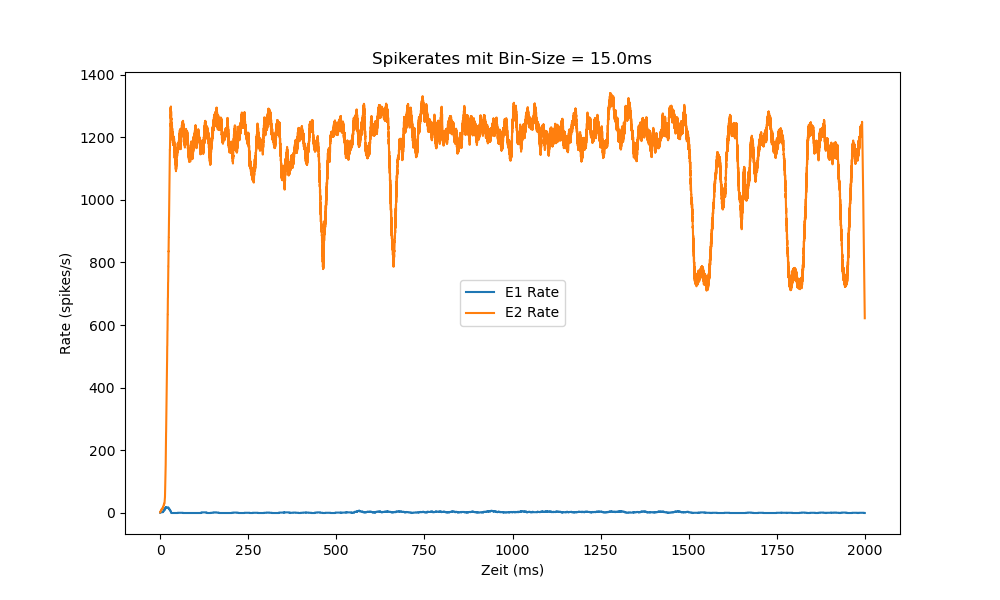 Spikerates mit Bin-Size = 15.0ms
1400
1200
1000
800
600
400
200
0
Rate (spikes/s)
E1 Rate
E2 Rate
0 250 500 750 1000 1250 1500 1750 2000
Zeit (ms)